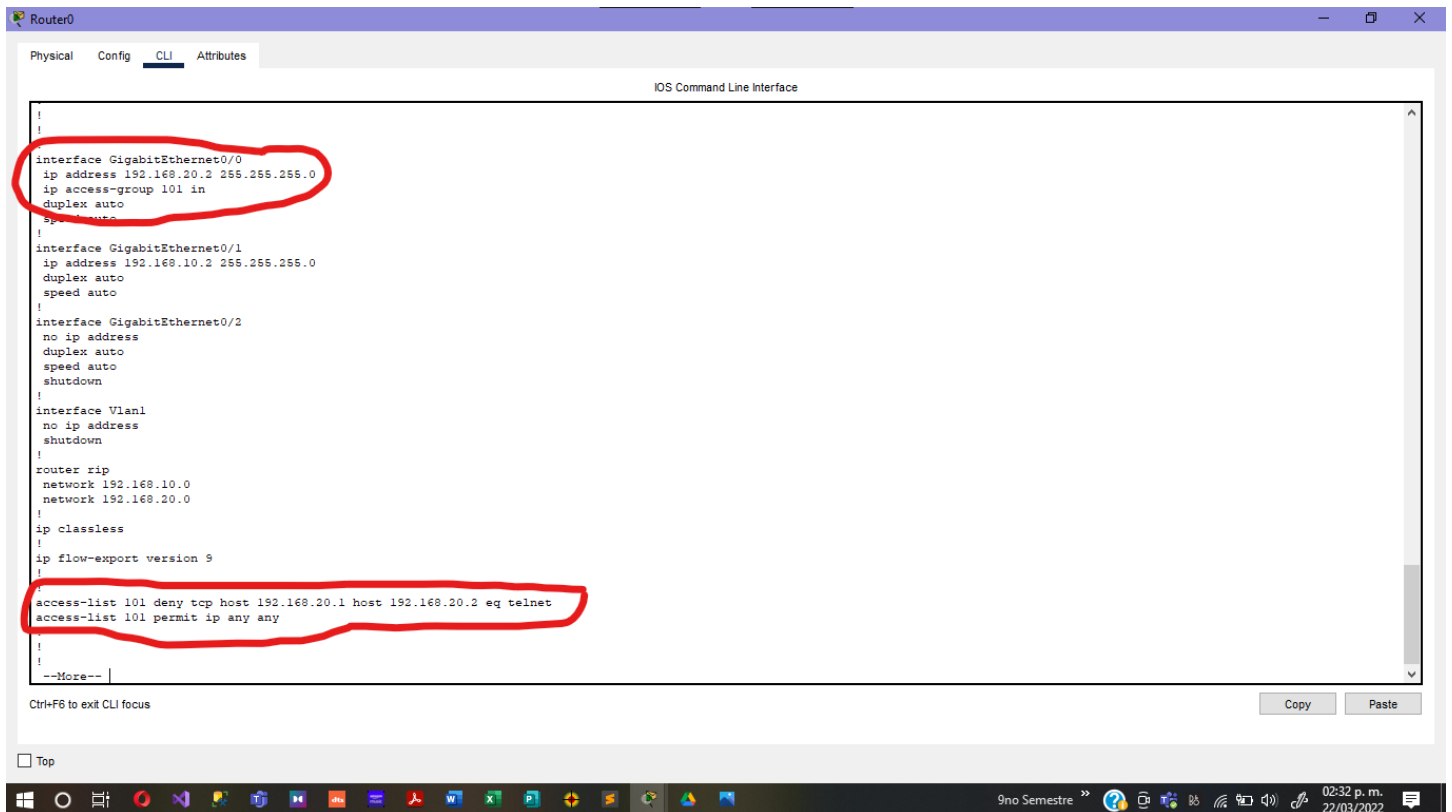 Router0
Physical Config CLI Attributes
IOS Command Line Interface
!
!
!
interface GigabitEthernet0/0
ip address 192.168.20.2 255.255.255.0
ip access-group 101 in
duplex auto
speed auto
!
interface GigabitEthernet0/1
ip address 192.168.10.2 255.255.255.0
duplex auto
speed auto
!
interface GigabitEthernet0/2
no ip address
duplex auto
speed auto
shutdown
!
interface Vlan1
no ip address
shutdown
!
router rip
network 192.168.10.0
network 192.168.20.0
!
ip classless
!
ip flow-export version 9
!
!
access-list 101 deny tcp host 192.168.20.1 host 192.168.20.2 eq telnet
access-list 101 permit ip any any
!
!
!
--More--
Ctrl+F6 to exit CLI focus
Copy Paste
Top
9no Semestre » 02:32 p. m.
22/03/2022